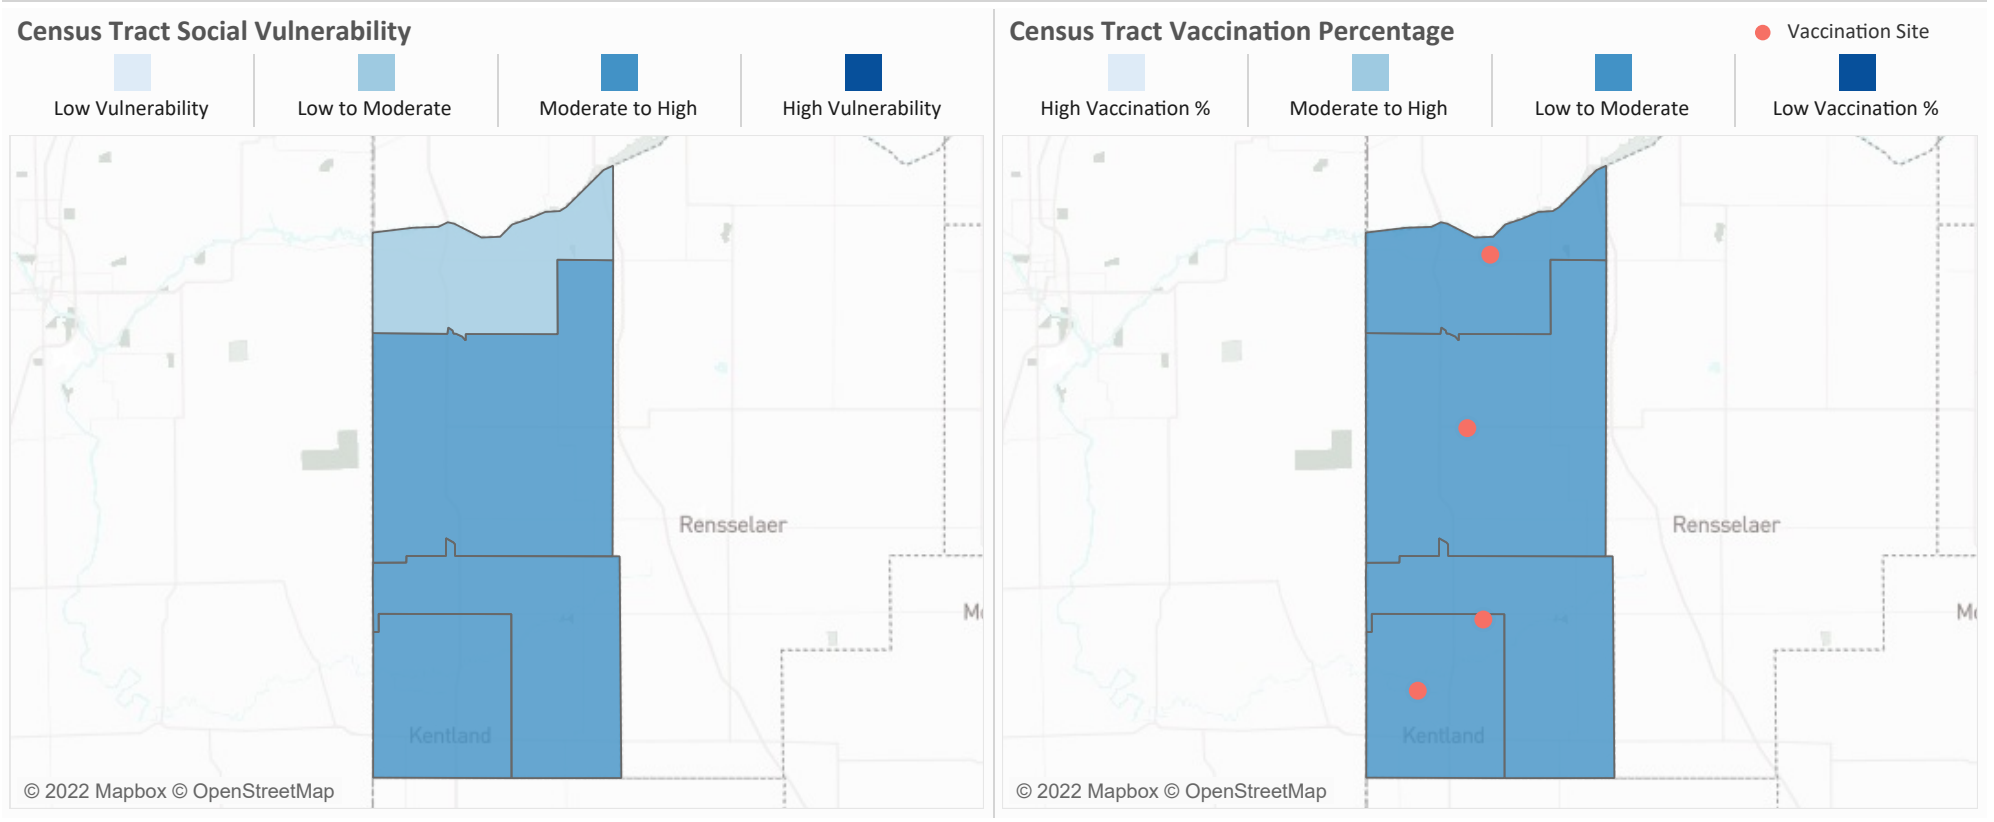 Census Tract Social Vulnerability
Low Vulnerability
Low to Moderate
Moderate to High
High Vulnerability
Rensselaer
Kentland
© 2022 Mapbox © OpenStreetMap
Census Tract Vaccination Percentage
Vaccination Site
High Vaccination %
Moderate to High
Low to Moderate
Low Vaccination %
Rensselaer
Kentland
© 2022 Mapbox © OpenStreetMap